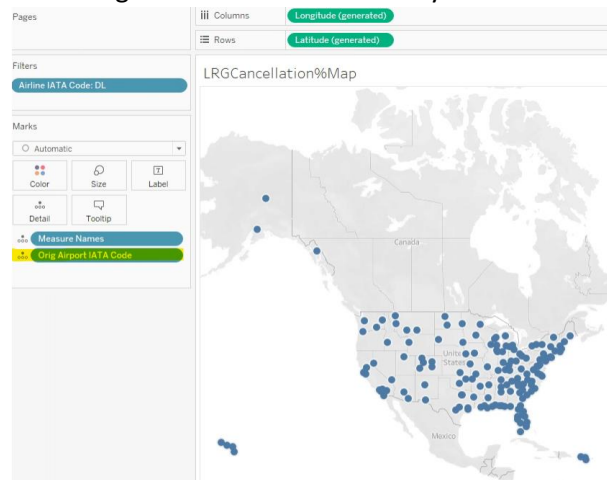 Pages
Columns
Longitude (generated)
Rows
Latitude (generated)
Filters
Airline IATA Code: DL
LRGCancellation%Map
Marks
Automatic
Color
Size
Label
Detail
Tooltip
Measure Names
Orig Airport IATA Code
Canada
United
States
Mexico